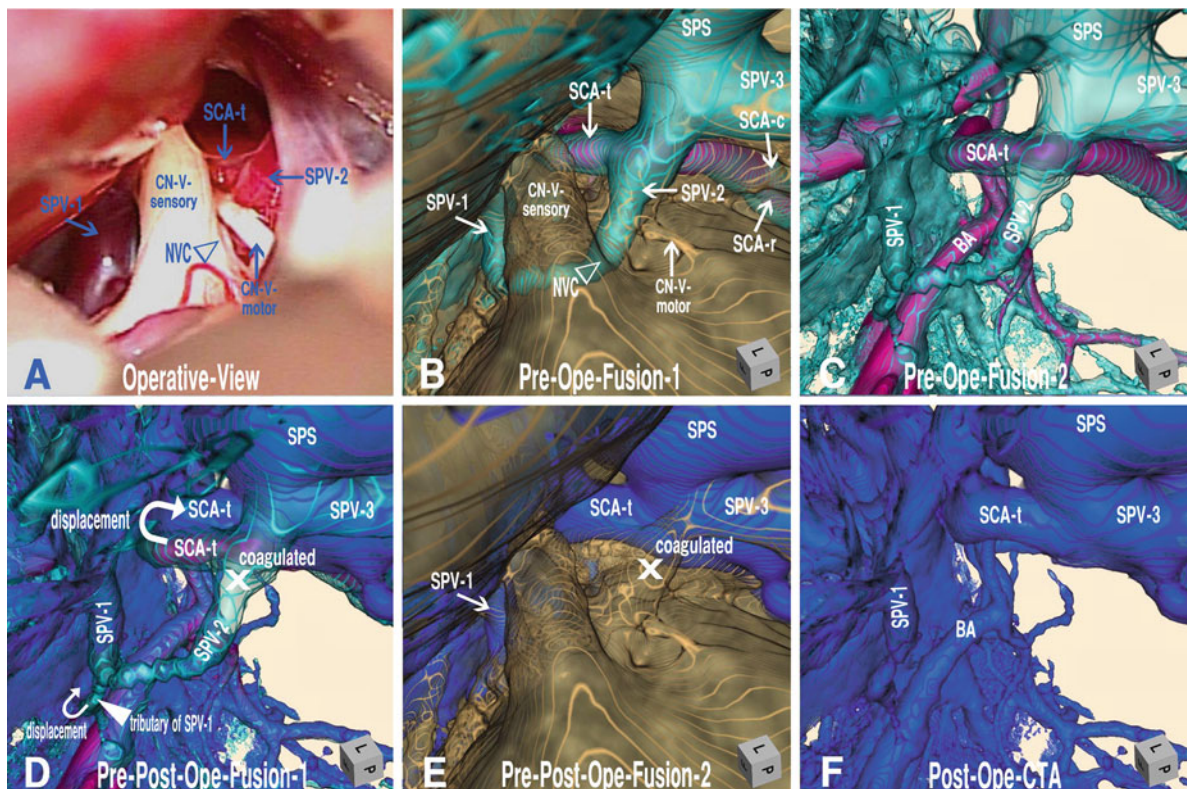 SCA-t
CN-V-
sensory
SPV-2
SPV-1
NVC
CN-V-
motor
A
Operative-View
SPS
SPV-3
SCA-t
SCA-c
CN-V-
sensory
SPV-1
SPV-2
SCA-r
NVC
CN-V-
motor
B
Pre-Ope-Fusion-1
L P
SPS
SPV-3
SCA-t
SPV-1
SPV-2
BA
C
Pre-Ope-Fusion-2
L P
SPS
SCA-t
SPV-3
displacement
SCA-t
coagulated
SPV-1
SPV-2
displacement
tributary of SPV-1
D
Pre-Post-Ope-Fusion-1
L P
SPS
SCA-t
SPV-3
coagulated
SPV-1
E
Pre-Post-Ope-Fusion-2
L P
SPS
SCA-t
SPV-3
SPV-1
BA
F
Post-Ope-CTA
L P